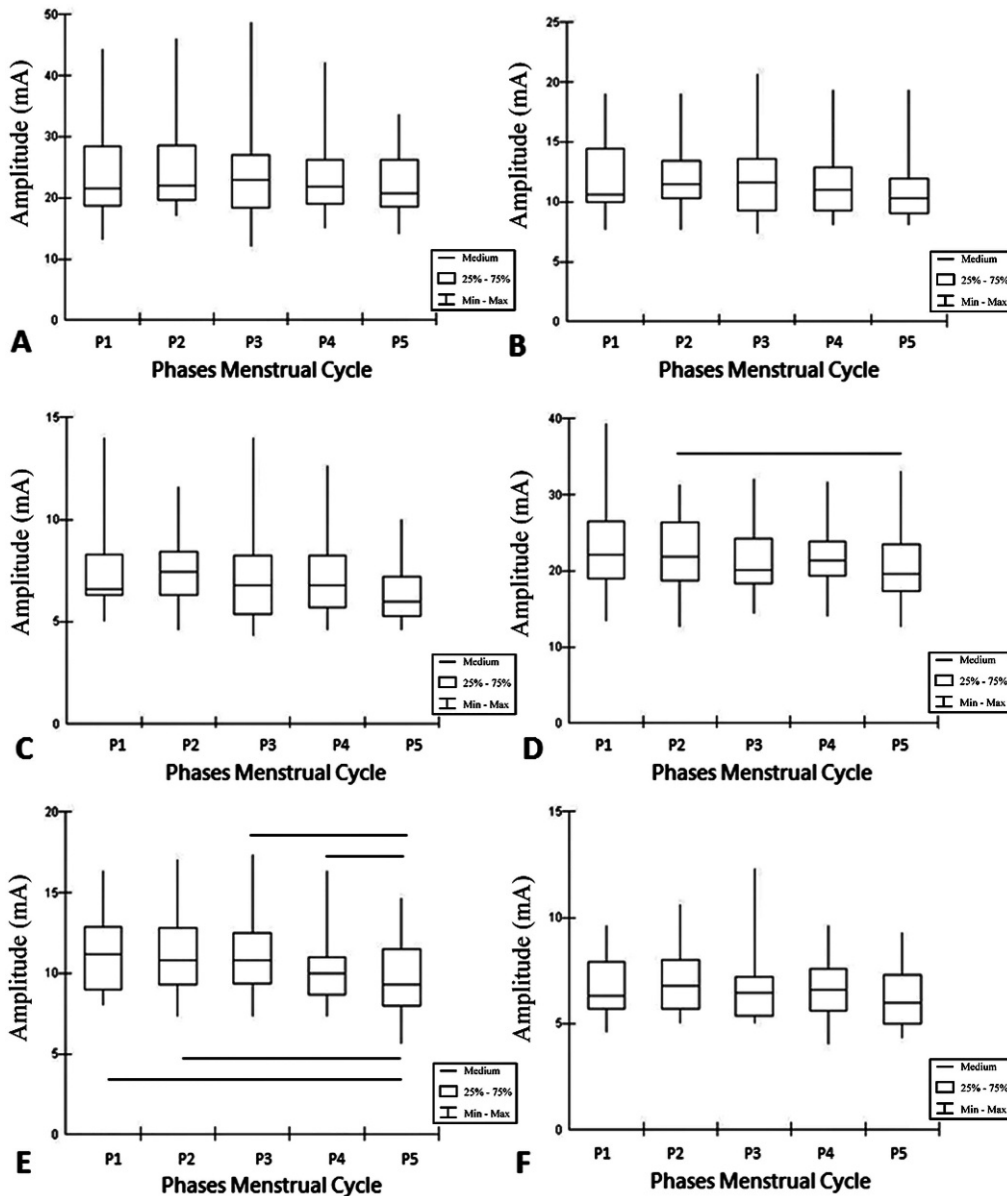 50
40
30
20
10
0
Amplitude (mA)
Medium
25% - 75%
Min - Max
A
P1 P2 P3 P4 P5
Phases Menstrual Cycle
25
20
15
10
5
0
Amplitude (mA)
Medium
25% - 75%
Min - Max
B
P1 P2 P3 P4 P5
Phases Menstrual Cycle
15
10
5
0
Amplitude (mA)
Medium
25% - 75%
Min - Max
C
P1 P2 P3 P4 P5
Phases Menstrual Cycle
40
30
20
10
0
Amplitude (mA)
Medium
25% - 75%
Min - Max
D
P1 P2 P3 P4 P5
Phases Menstrual Cycle
20
15
10
5
0
Amplitude (mA)
Medium
25% - 75%
Min - Max
E
P1 P2 P3 P4 P5
Phases Menstrual Cycle
15
10
5
0
Amplitude (mA)
Medium
25% - 75%
Min - Max
F
P1 P2 P3 P4 P5
Phases Menstrual Cycle